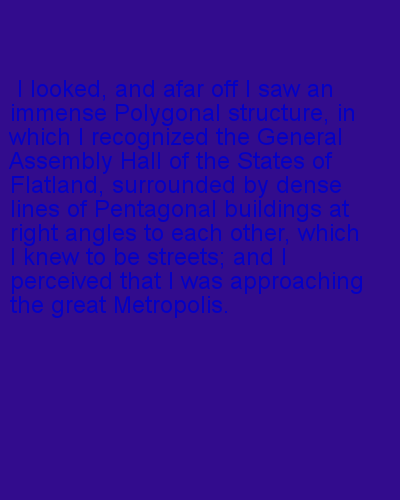 I looked, and afar off I saw an
immense Polygonal structure, in
which I recognized the General
Assembly Hall of the States of
Flatland, surrounded by dense
lines of Pentagonal buildings at
right angles to each other, which
I knew to be streets; and I
perceived that I was approaching
the great Metropolis.